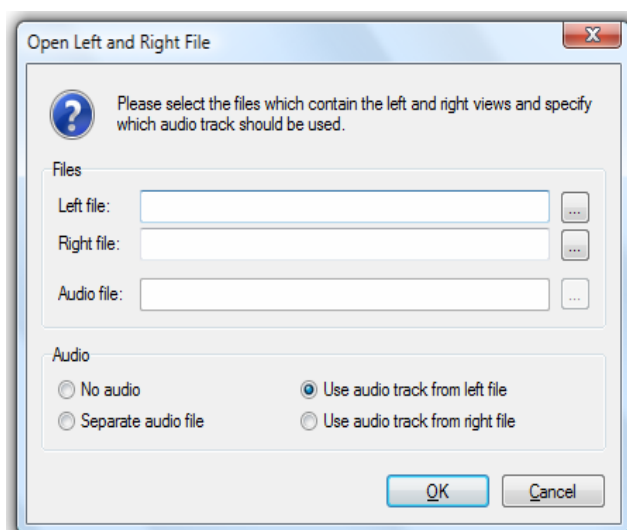 Open Left and Right File
X
Please select the files which contain the left and right views and specify
which audio track should be used.
Files
Left file:
...
Right file:
...
Audio file:
...
Audio
No audio
Use audio track from left file
Separate audio file
Use audio track from right file
OK
Cancel